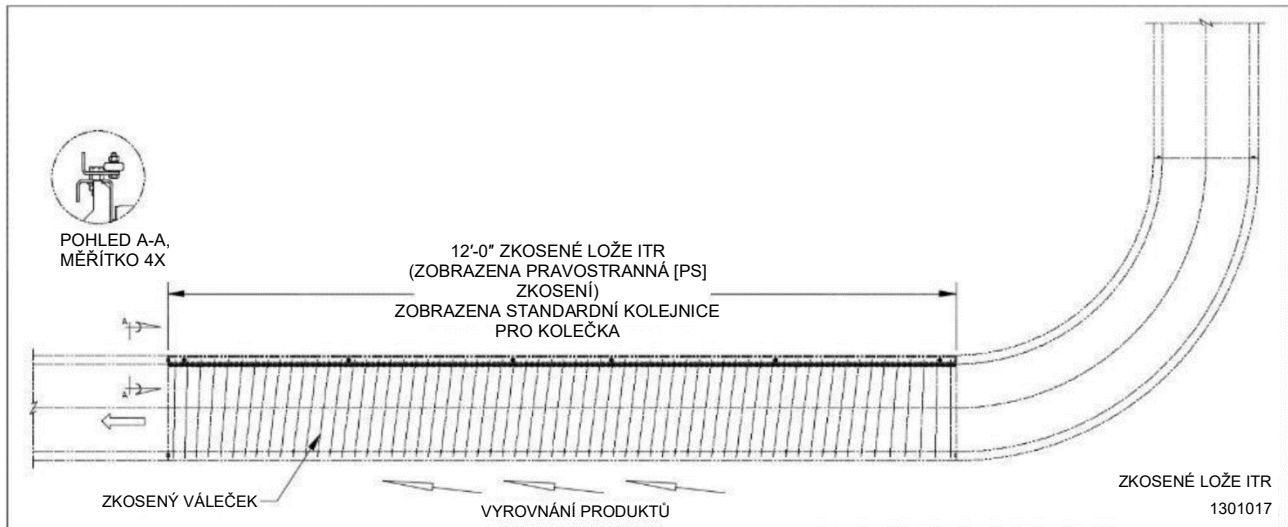 POHLED A-A,
MĚŘÍTKO 4X
12'-0" ZKOSENÉ LOŽE ITR
(ZOBRAZENA PRAVOSTRANNÁ [PS]
ZKOSENÍ)
ZOBRAZENA STANDARDNÍ KOLEJNICE
PRO KOLEČKA
A
A
ZKOSENÝ VÁLEČEK
VYROVNÁNÍ PRODUKTŮ
ZKOSENÉ LOŽE ITR
1301017